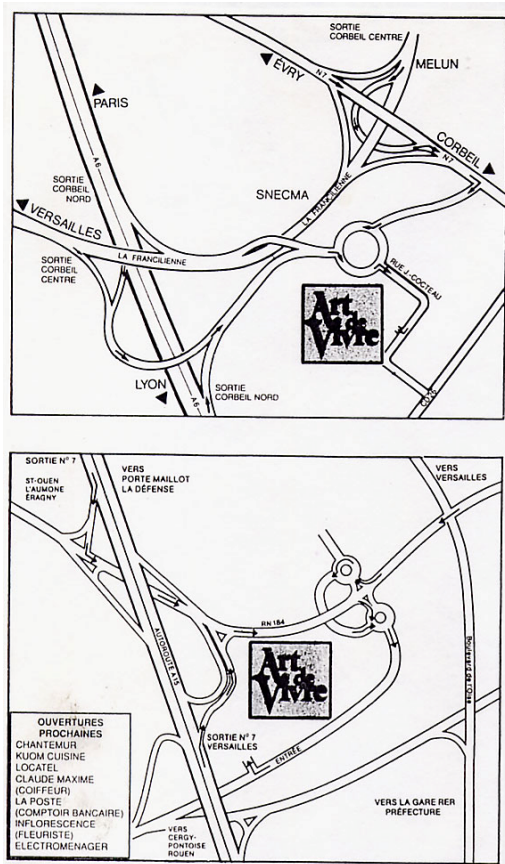 SORTIE
CORBEIL CENTRE
ÉVRY
N7
MELUN
PARIS
A6
CORBEIL
N7
SORTIE
CORBEIL
NORD
SNECMA
LA FRANCILIENNE
VERSAILLES
LA FRANCILIENNE
SORTIE
CORBEIL
CENTRE
RUE J-COCTEAU
Art
de
Vivre
LYON
A6
SORTIE
CORBEIL NORD
CD26
SORTIE N° 7
ST-OUEN
L'AUMONE
ÉRAGNY
VERS
PORTE MAILLOT
LA DÉFENSE
VERS
VERSAILLES
RN 184
AUTOROUTE A15
Art
de
Vivre
Boulevard de l'Oise
OUVERTURES
PROCHAINES
CHANTEMUR
KUOM CUISINE
LOCATEL
CLAUDE MAXIME
(COIFFEUR)
LA POSTE
(COMPTOIR BANCAIRE)
INFLORESCENCE
(FLEURISTE)
ELECTROMENAGER
SORTIE N° 7
VERSAILLES
ENTRÉE
VERS
CERGY-
PONTOISE
ROUEN
VERS LA GARE RER
PRÉFECTURE